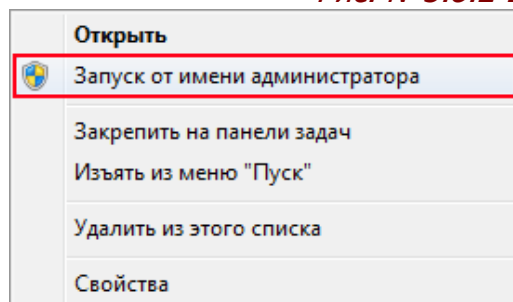 Открыть
Запуск от имени администратора
Закрепить на панели задач
Изъять из меню "Пуск"
Удалить из этого списка
Свойства